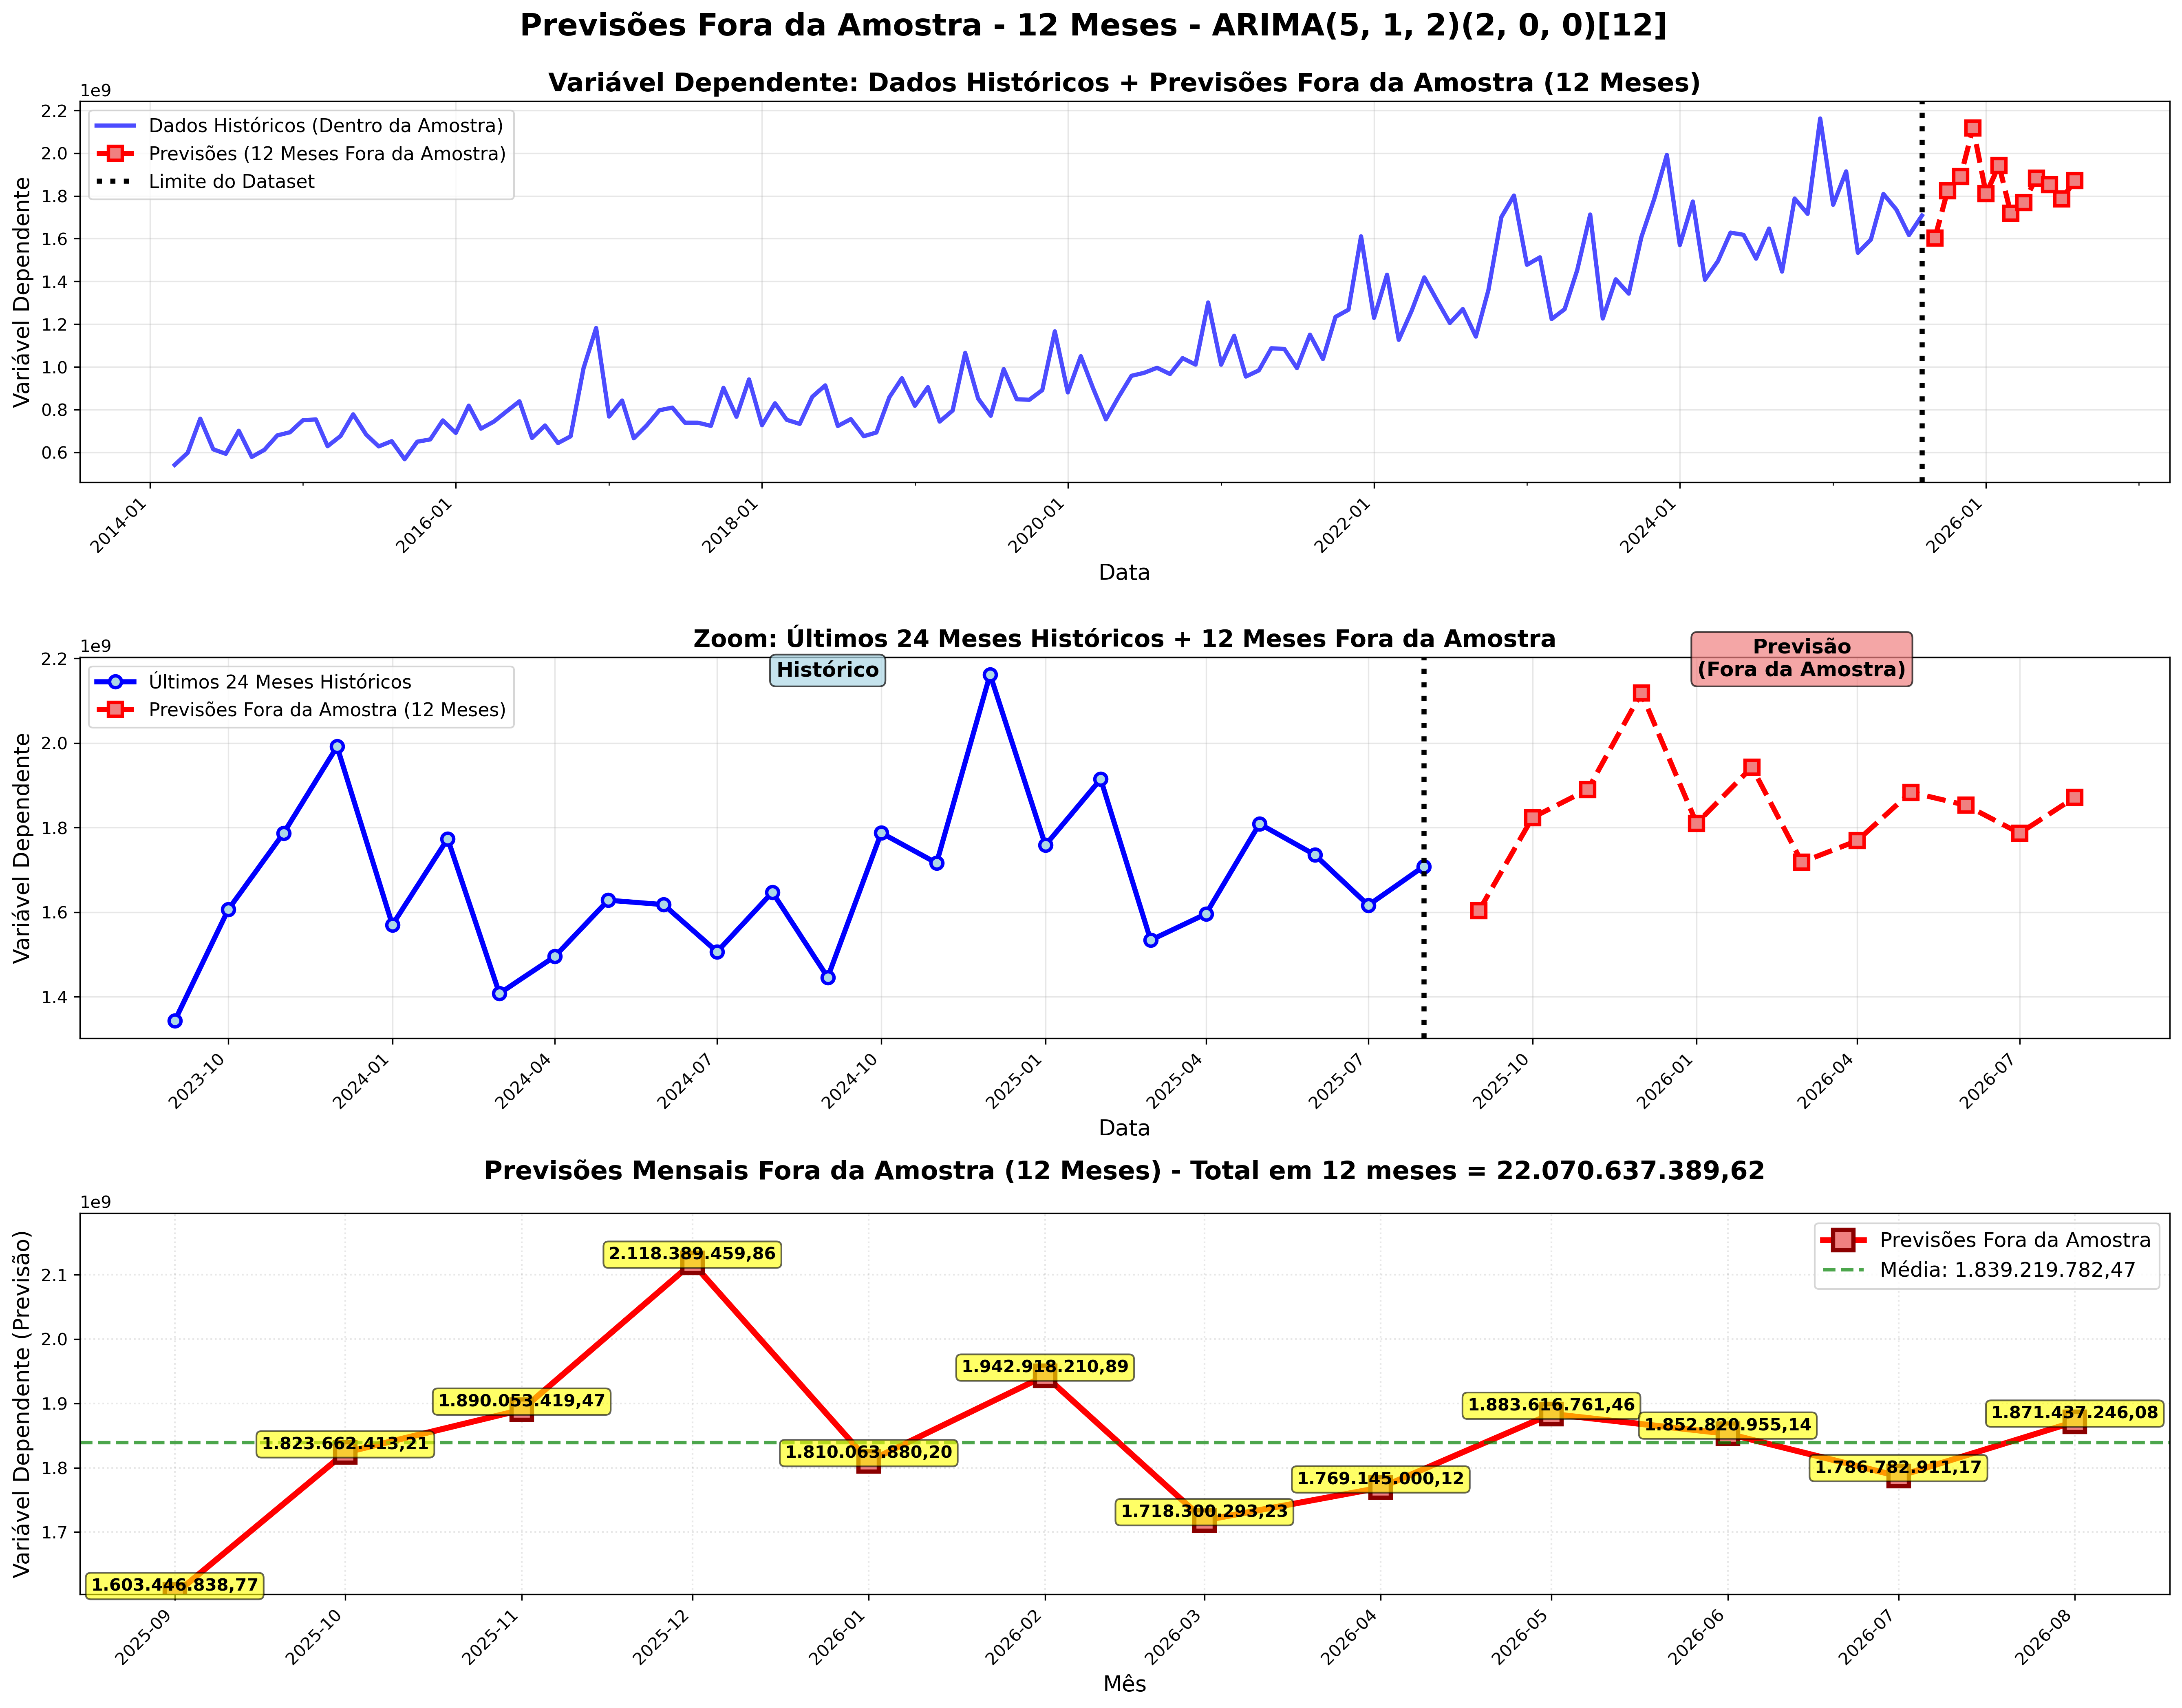 Previsões Fora da Amostra - 12 Meses - ARIMA(5, 1, 2)(2, 0, 0)[12]
Variável Dependente: Dados Históricos + Previsões Fora da Amostra (12 Meses)
1e9
Dados Históricos (Dentro da Amostra)
Previsões (12 Meses Fora da Amostra)
Limite do Dataset
Variável Dependente
2.2
2.0
1.8
1.6
1.4
1.2
1.0
0.8
0.6
2014-01
2016-01
2018-01
2020-01
2022-01
2024-01
2026-01
Data
Zoom: Últimos 24 Meses Históricos + 12 Meses Fora da Amostra
1e9
Últimos 24 Meses Históricos
Previsões Fora da Amostra (12 Meses)
Histórico
Previsão
(Fora da Amostra)
Variável Dependente
2.2
2.0
1.8
1.6
1.4
2023-10
2024-01
2024-04
2024-07
2024-10
2025-01
2025-04
2025-07
2025-10
2026-01
2026-04
2026-07
Data
Previsões Mensais Fora da Amostra (12 Meses) - Total em 12 meses = 22.070.637.389,62
1e9
Previsões Fora da Amostra
Média: 1.839.219.782,47
Variável Dependente (Previsão)
2.1
2.0
1.9
1.8
1.7
1.603.446.838,77
1.823.662.413,21
1.890.053.419,47
2.118.389.459,86
1.810.063.880,20
1.942.918.210,89
1.718.300.293,23
1.769.145.000,12
1.883.616.761,46
1.852.820.955,14
1.786.782.911,17
1.871.437.246,08
2025-09
2025-10
2025-11
2025-12
2026-01
2026-02
2026-03
2026-04
2026-05
2026-06
2026-07
2026-08
Mês